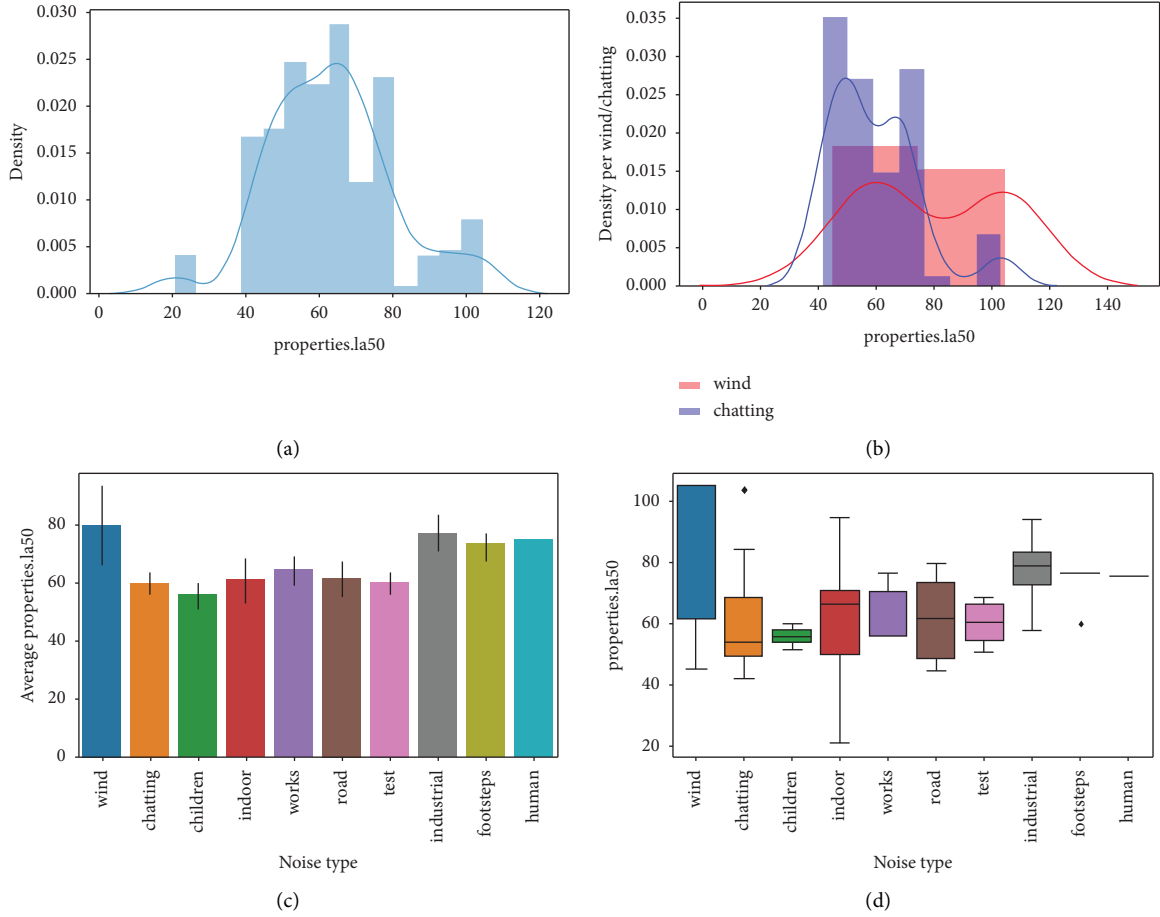 0.030
0.025
0.020
0.015
0.010
0.005
0.000
Density
0 20 40 60 80 100 120
properties.la50
(a)
0.035
0.030
0.025
0.020
0.015
0.010
0.005
0.000
Density per wind/chatting
0 20 40 60 80 100 120 140
properties.la50
wind
chatting
(b)
80
60
40
20
0
Average properties.la50
wind chatting children indoor works road test industrial footsteps human
Noise type
(c)
100
80
60
40
20
properties.la50
wind chatting children indoor works road test industrial footsteps human
Noise type
(d)